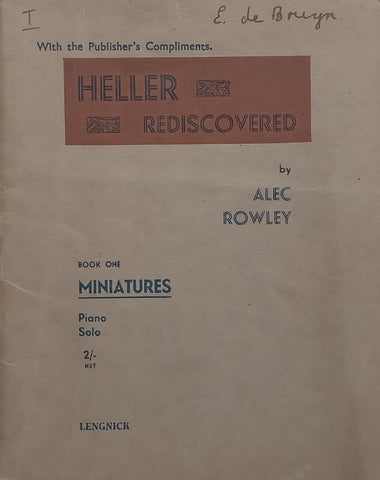 I
E. de Bruyn.
With the Publisher's Compliments.
HELLER
REDISCOVERED
by
ALEC
ROWLEY
BOOK ONE
MINIATURES
Piano
Solo
2/-
NET
LENGNICK